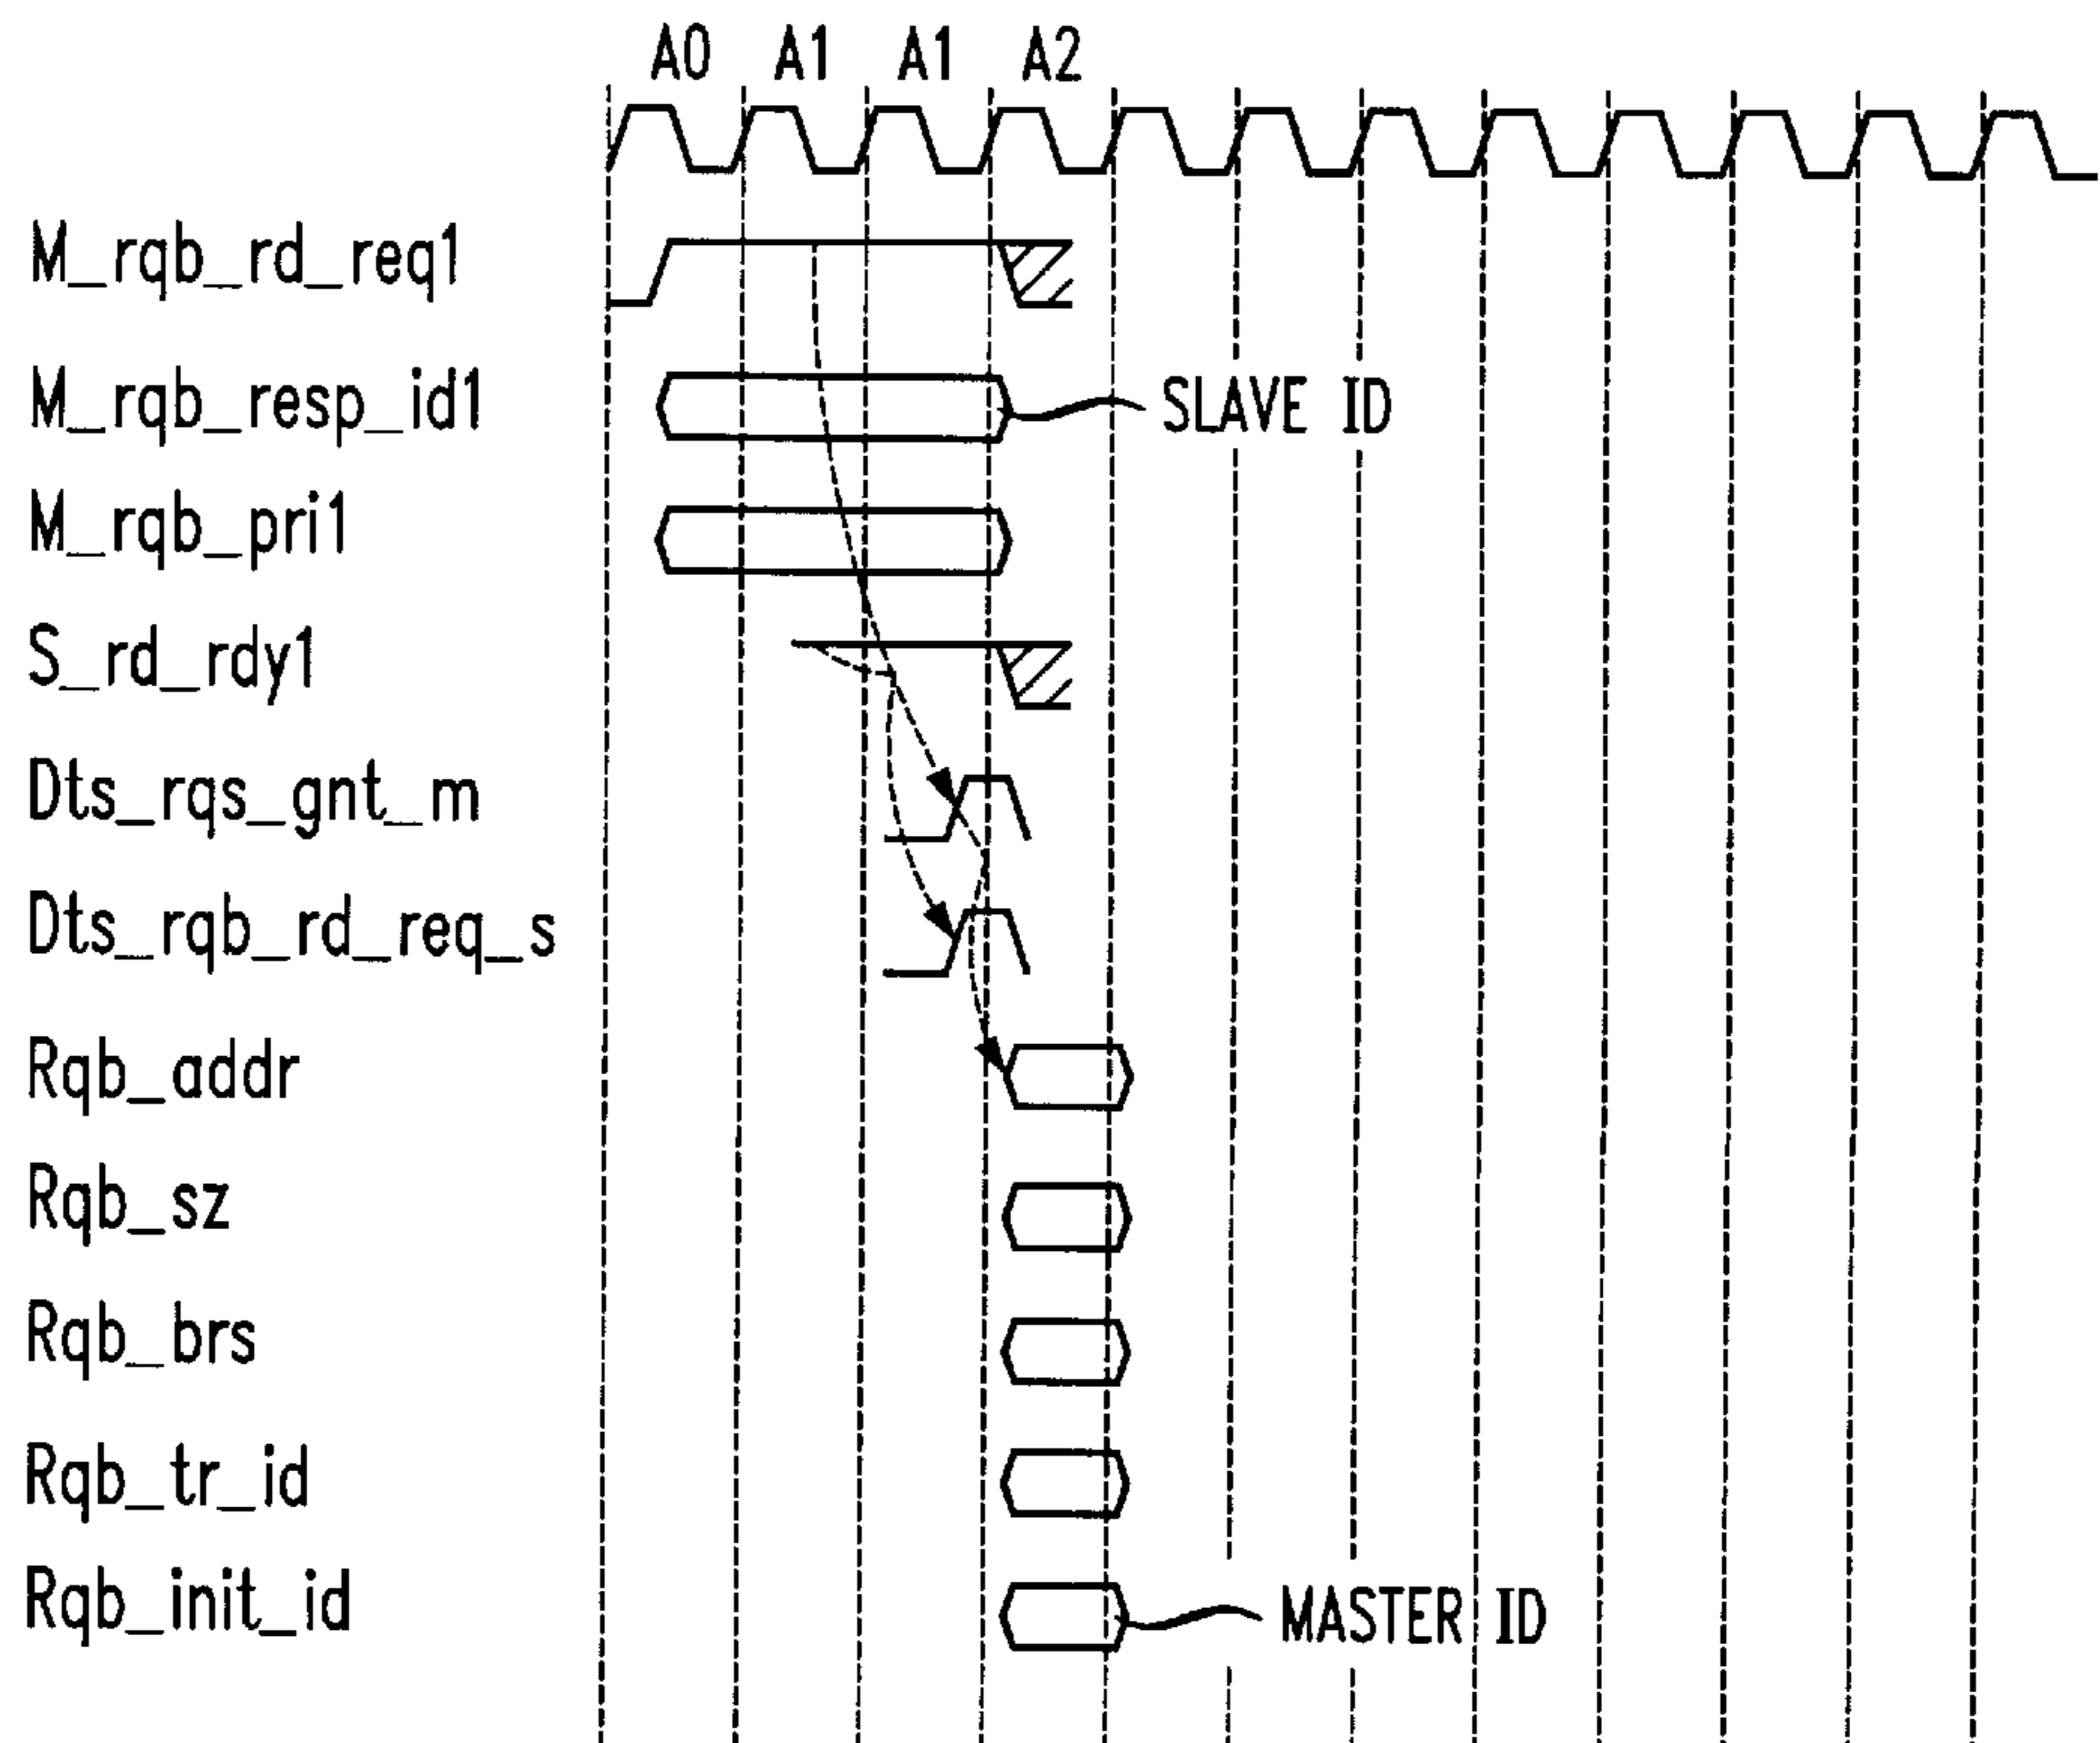 A0 A1 A1 A2
M_rqb_rd_req1
M_rqb_resp_id1
SLAVE ID
M_rqb_pri1
S_rd_rdy1
Dts_rqs_gnt_m
Dts_rqb_rd_req_s
Rqb_addr
Rqb_sz
Rqb_brs
Rqb_tr_id
Rqb_init_id
MASTER ID